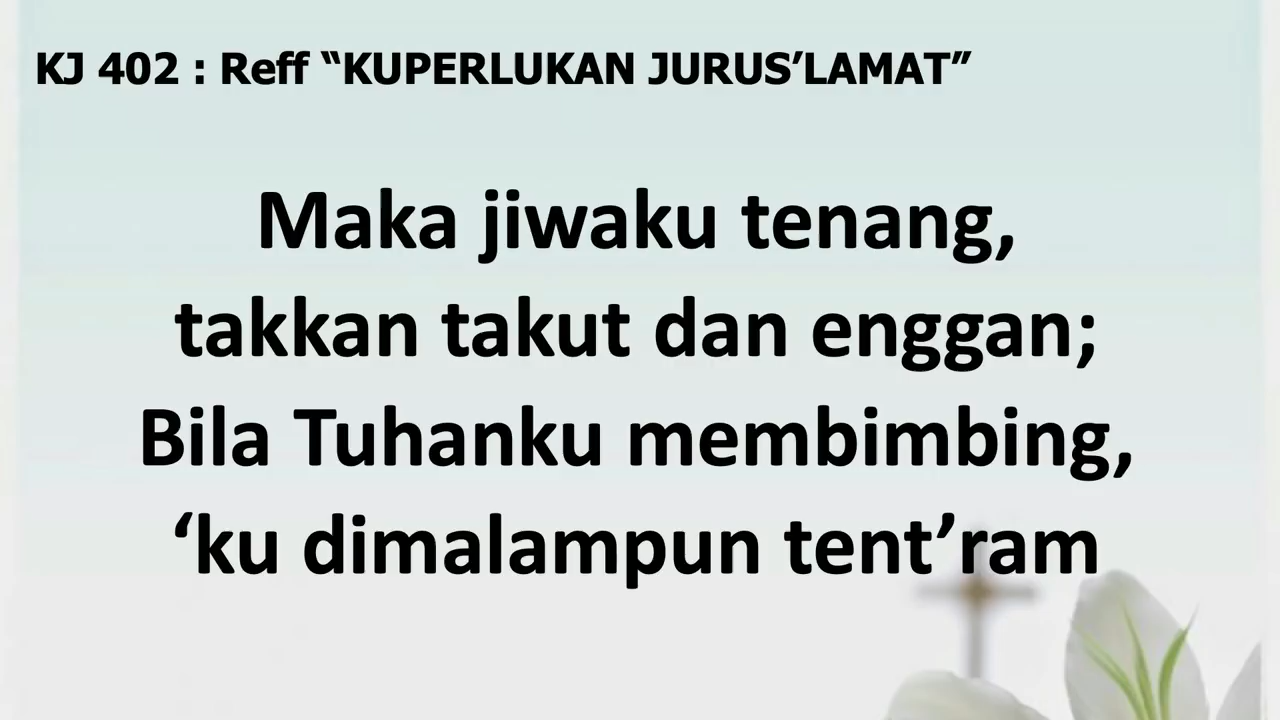 KJ 402 : Reff “KUPERLUKAN JURUS’LAMAT”
Maka jiwaku tenang,
takkan takut dan enggan;
Bila Tuhanku membimbing,
‘ku dimalampun tent’ram